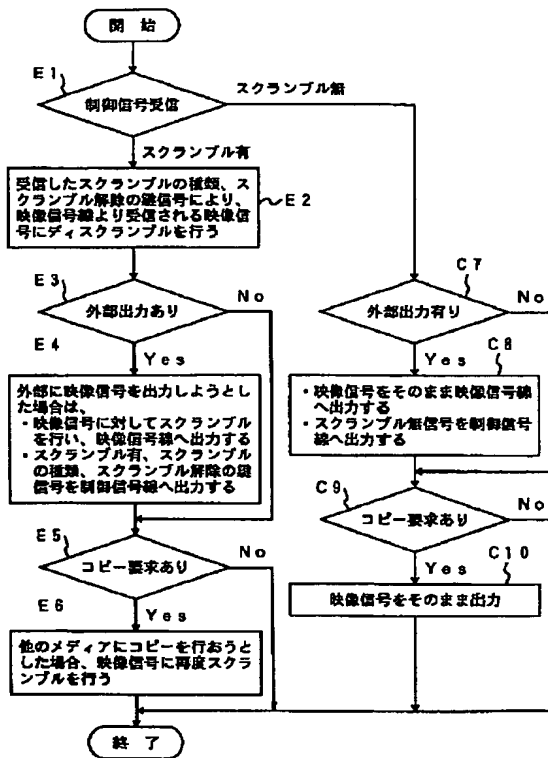 開 始
E1
制御信号受信
スクランブル無
スクランブル有
受信したスクランブルの種類、ス
クランブル解除の鍵信号により、
映像信号線より受信される映像信
号にディスクランブルを行う
E2
E3
外部出力あり
No
E4
Yes
外部に映像信号を出力しようとし
た場合は、
・映像信号に対してスクランブル
を行い、映像信号線へ出力する
・スクランブル有、スクランブル
の種類、スクランブル解除の鍵
信号を制御信号線へ出力する
E5
コピー要求あり
No
E6
Yes
他のメディアにコピーを行おうと
した場合、映像信号に再度スクラ
ンブルを行う
終 了
C7
外部出力有り
No
C8
Yes
・映像信号をそのまま映像信号線
へ出力する
・スクランブル無信号を制御信号
線へ出力する
C9
コピー要求あり
No
C10
Yes
映像信号をそのまま出力